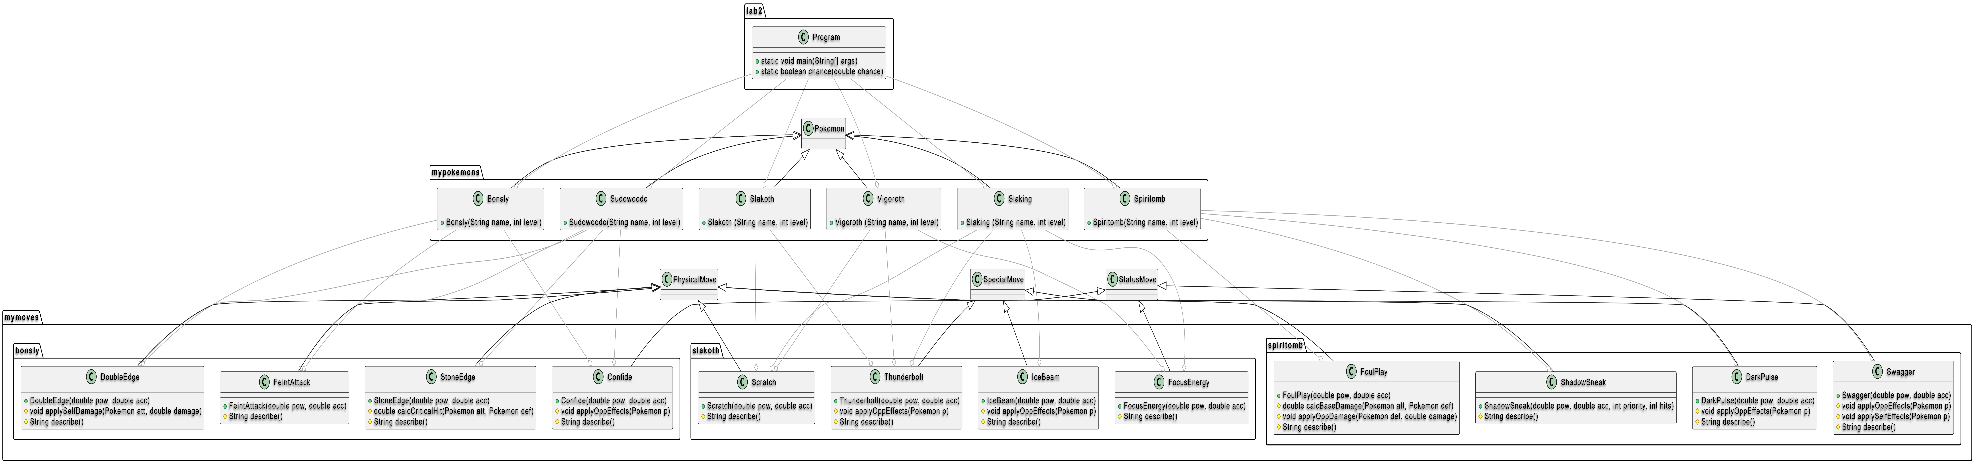 lab2
Program
static void main(String[] args)
static boolean chance(double chance)
Pokemon
mypokemons
Bonsly
Bonsly(String name, int level)
Sudowoodo
Sudowoodo(String name, int level)
Slakoth
Slakoth (String name, int level)
Vigoroth
Vigoroth (String name, int level)
Slaking
Slaking (String name, int level)
Spiritomb
Spiritomb(String name, int level)
PhysicalMove
SpecialMove
StatusMove
mymoves
bonsly
DoubleEdge
DoubleEdge(double pow, double acc)
void applySelfDamage(Pokemon att, double damage)
String describe()
FeintAttack
FeintAttack(double pow, double acc)
String describe()
StoneEdge
StoneEdge(double pow, double acc)
double calcCriticalHit(Pokemon att, Pokemon def)
String describe()
Confide
Confide(double pow, double acc)
void applyOppEffects(Pokemon p)
String describe()
slakoth
Scratch
Scratch(double pow, double acc)
String describe()
Thunderbolt
Thunderbolt(double pow, double acc)
void applyOppEffects(Pokemon p)
String describe()
IceBeam
IceBeam(double pow, double acc)
void applyOppEffects(Pokemon p)
String describe()
FocusEnergy
FocusEnergy(double pow, double acc)
String describe()
spiritomb
FoulPlay
FoulPlay(double pow, double acc)
double calcBaseDamage(Pokemon att, Pokemon def)
void applyOppDamage(Pokemon def, double damage)
String describe()
ShadowSneak
ShadowSneak(double pow, double acc, int priority, int hits)
String describe()
DarkPulse
DarkPulse(double pow, double acc)
void applyOppEffects(Pokemon p)
String describe()
Swagger
Swagger(double pow, double acc)
void applyOppEffects(Pokemon p)
void applySelfEffects(Pokemon p)
String describe()